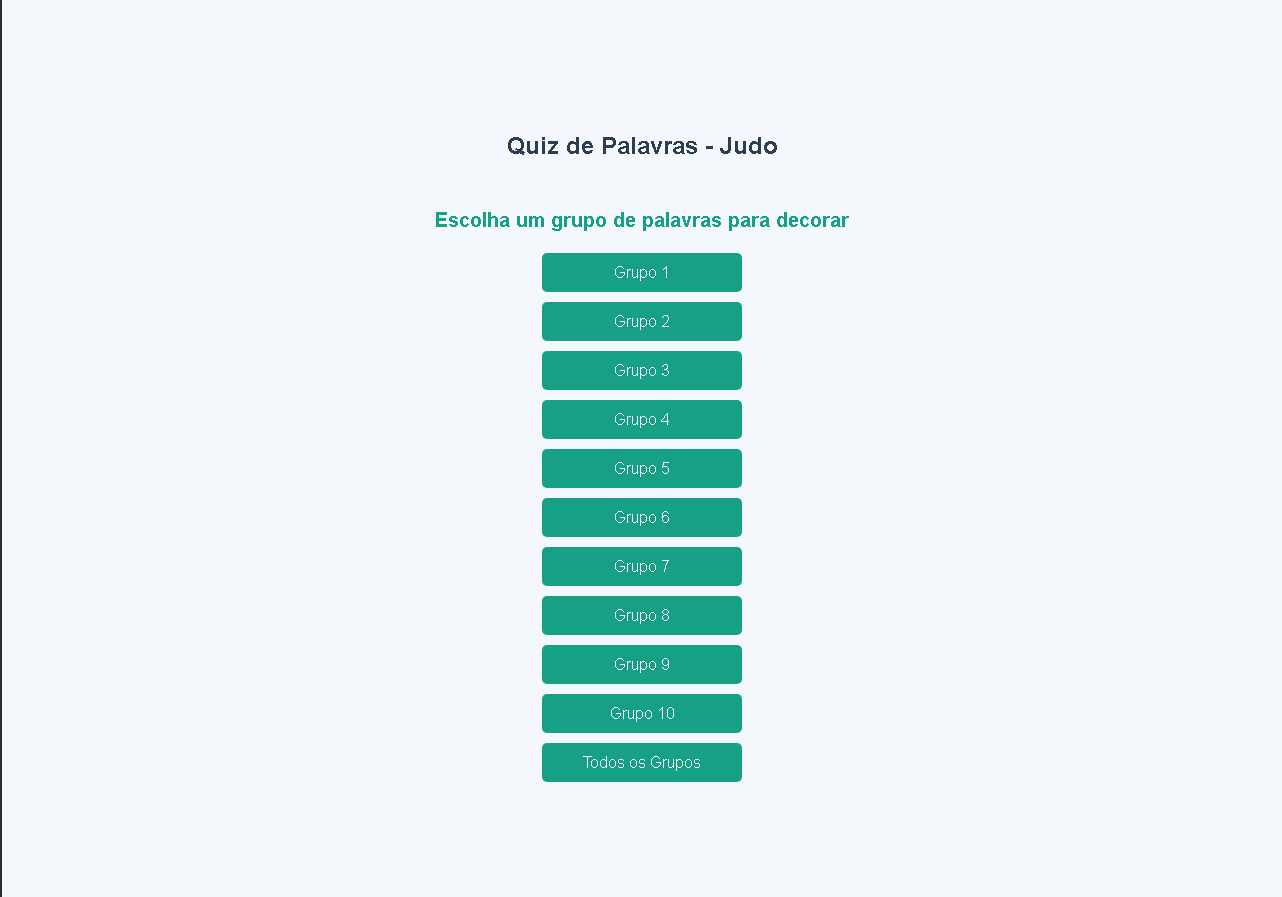 Quiz de Palavras - Judo
Escolha um grupo de palavras para decorar
Grupo 1
Grupo 2
Grupo 3
Grupo 4
Grupo 5
Grupo 6
Grupo 7
Grupo 8
Grupo 9
Grupo 10
Todos os Grupos